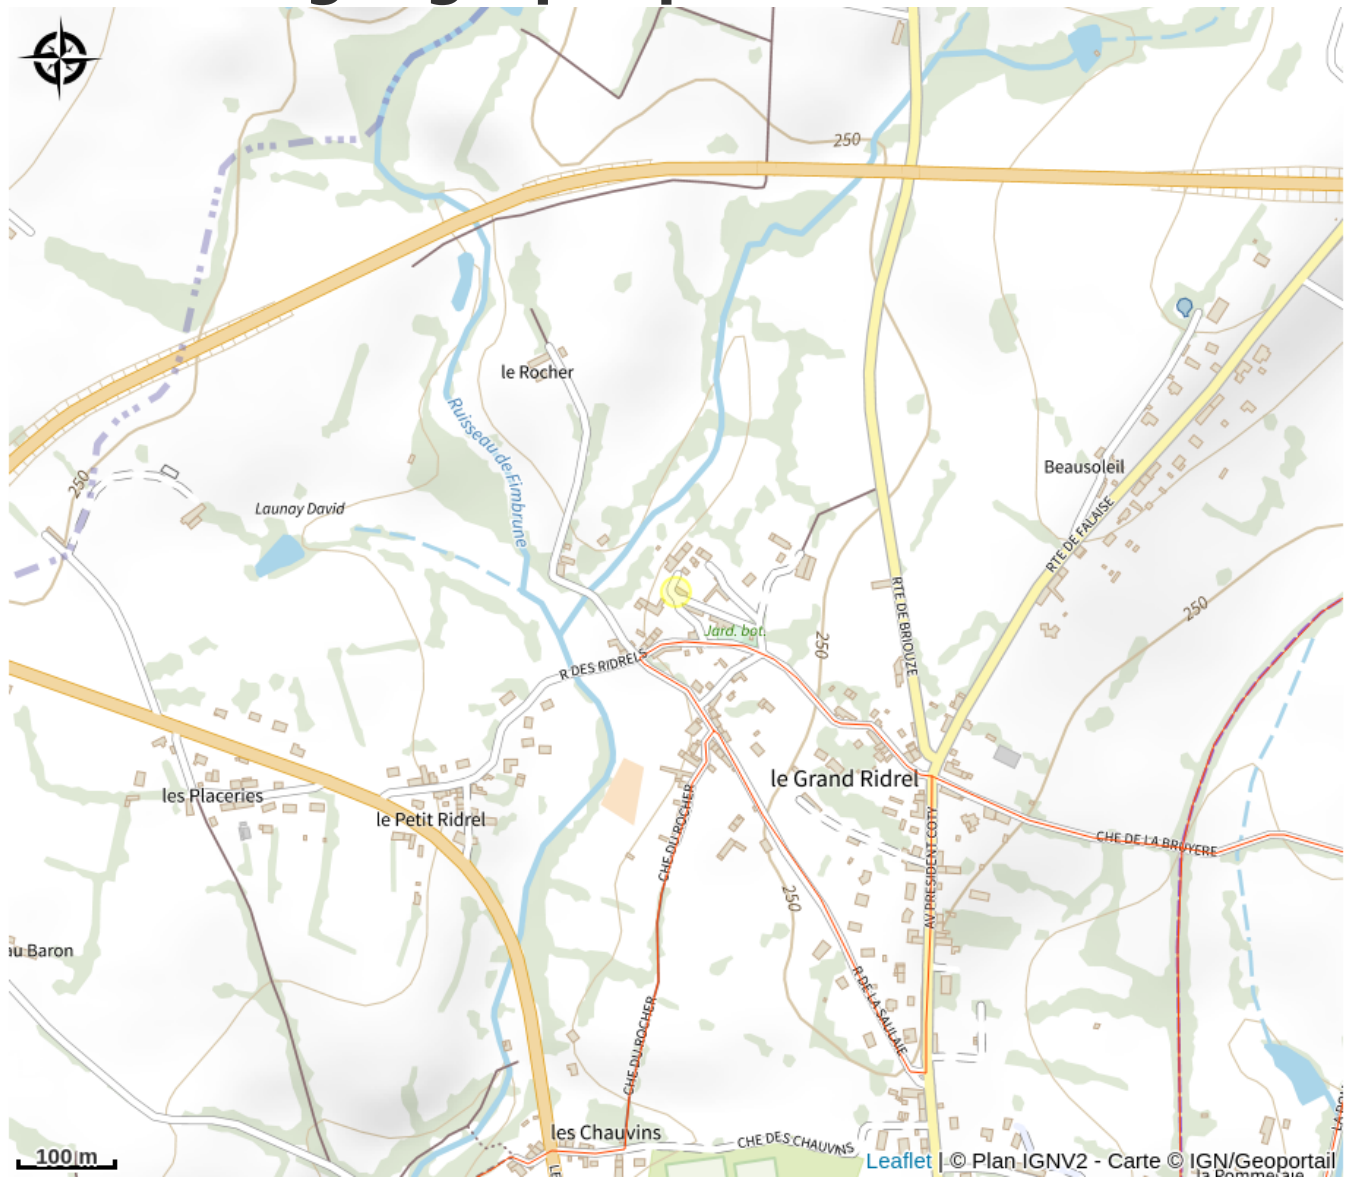 250
le Rocher
Ruisseau de Fimbrune
Beausoleil
250
Launay David
RTE DE FALAISE
RTE DE BRIOUZE
250
Jard. bot.
250
R DES RIDRELS
le Grand Ridrel
les Placeries
le Petit Ridrel
CHE DU ROCHER
CHE DE LA BRUYERE
AV PRESIDENT COTY
250
au Baron
R DE LA SAULAIE
CHE DU ROCHER
les Chauvins
CHE DES CHAUVINS
100 m
Leaflet | © Plan IGNV2 - Carte © IGN/Geoportail
la Pommeraie